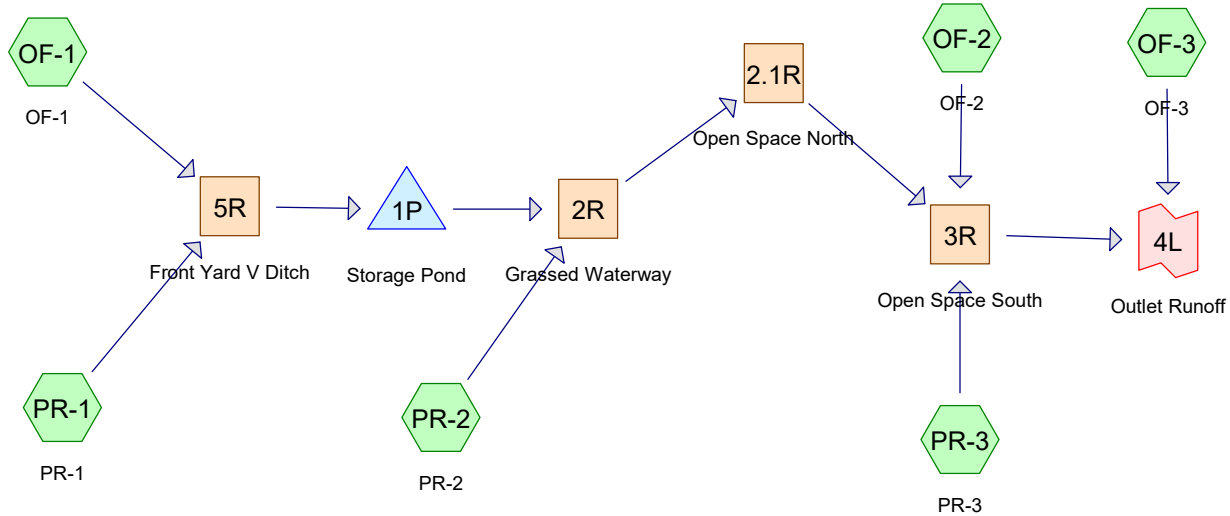 OF-1
OF-1
2.1R
Open Space North
OF-2
OF-2
OF-3
OF-3
5R
Front Yard V Ditch
1P
Storage Pond
2R
Grassed Waterway
3R
Open Space South
4L
Outlet Runoff
PR-1
PR-1
PR-2
PR-2
PR-3
PR-3